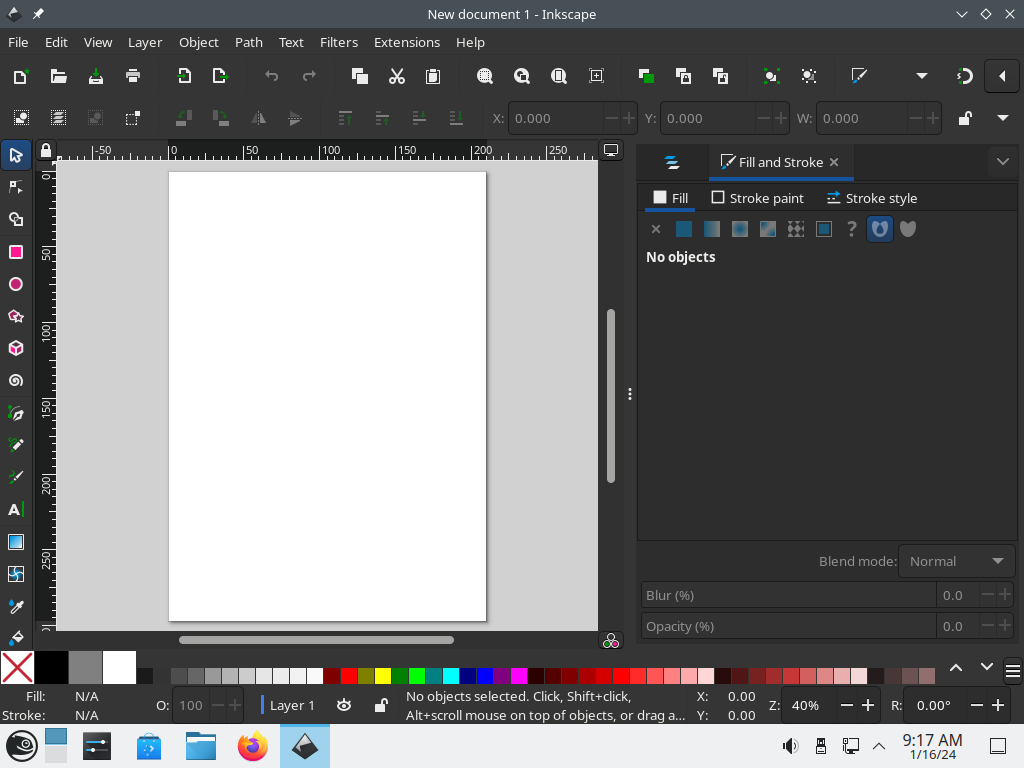 New document 1 - Inkscape
File Edit View Layer Object Path Text Filters Extensions Help
X: 0.000 Y: 0.000 W: 0.000
-50 0 50 100 150 200 250
0
50
100
150
200
250
Fill and Stroke
Fill Stroke paint Stroke style
No objects
Blend mode: Normal
Blur (%) 0.0
Opacity (%) 0.0
Fill: N/A
Stroke: N/A
O: 100
Layer 1
No objects selected. Click, Shift+click,
Alt+scroll mouse on top of objects, or drag a...
X: 0.00
Y: 0.00
Z: 40%
R: 0.00°
9:17 AM
1/16/24